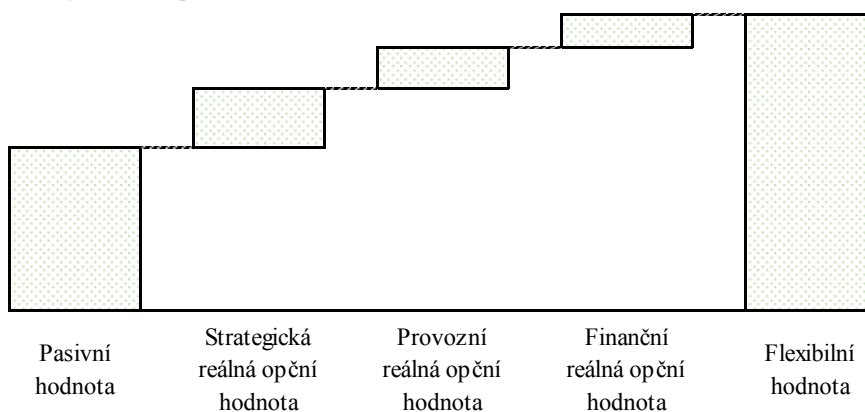 Pasivní
hodnota
Strategická
reálná opční
hodnota
Provozní
reálná opční
hodnota
Finanční
reálná opční
hodnota
Flexibilní
hodnota